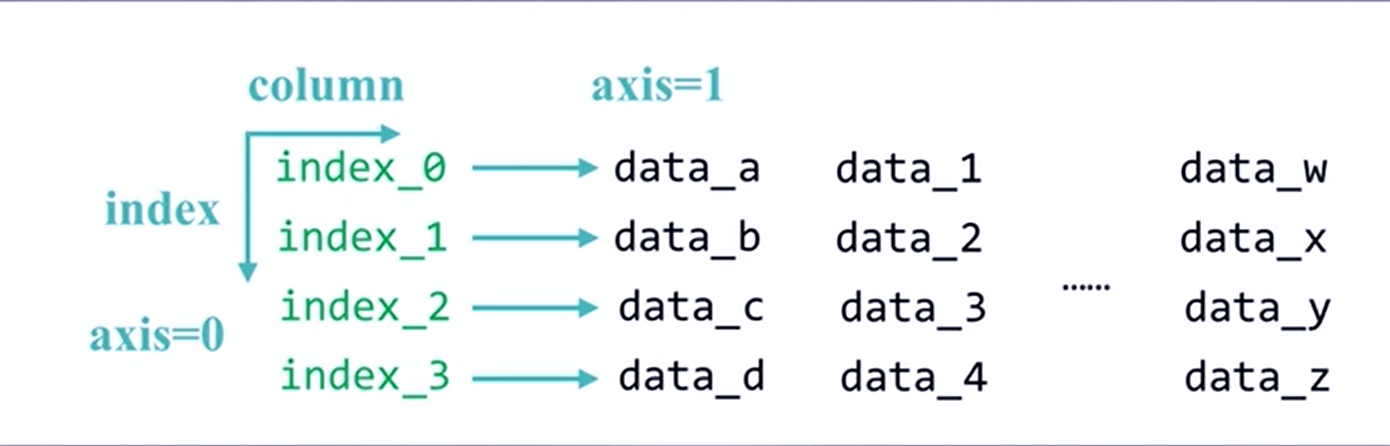 column axis=1
index_0 data_a data_1 data_w
index
index_1 data_b data_2 data_x
......
index_2 data_c data_3 data_y
axis=0
index_3 data_d data_4 data_z